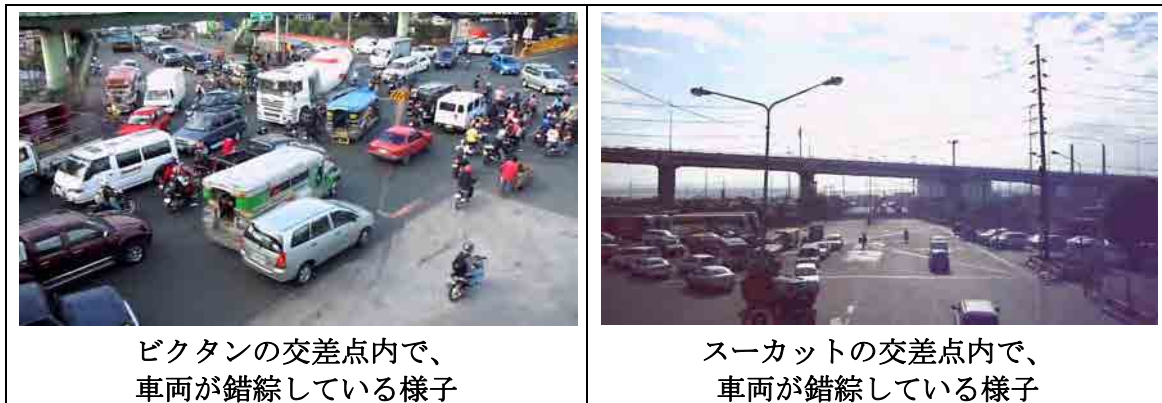 ビクタンの交差点内で、
車両が錯綜している様子
スーカットの交差点内で、
車両が錯綜している様子